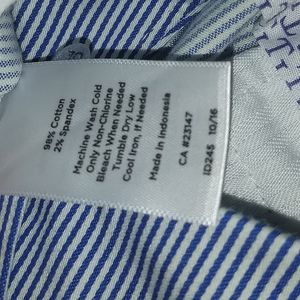 98% Cotton
2% Spandex
Machine Wash Cold
Only Non-Chlorine
Bleach When Needed
Tumble Dry Low
Cool Iron, If Needed
Made in Indonesia
CA #23147
ID245 10/16